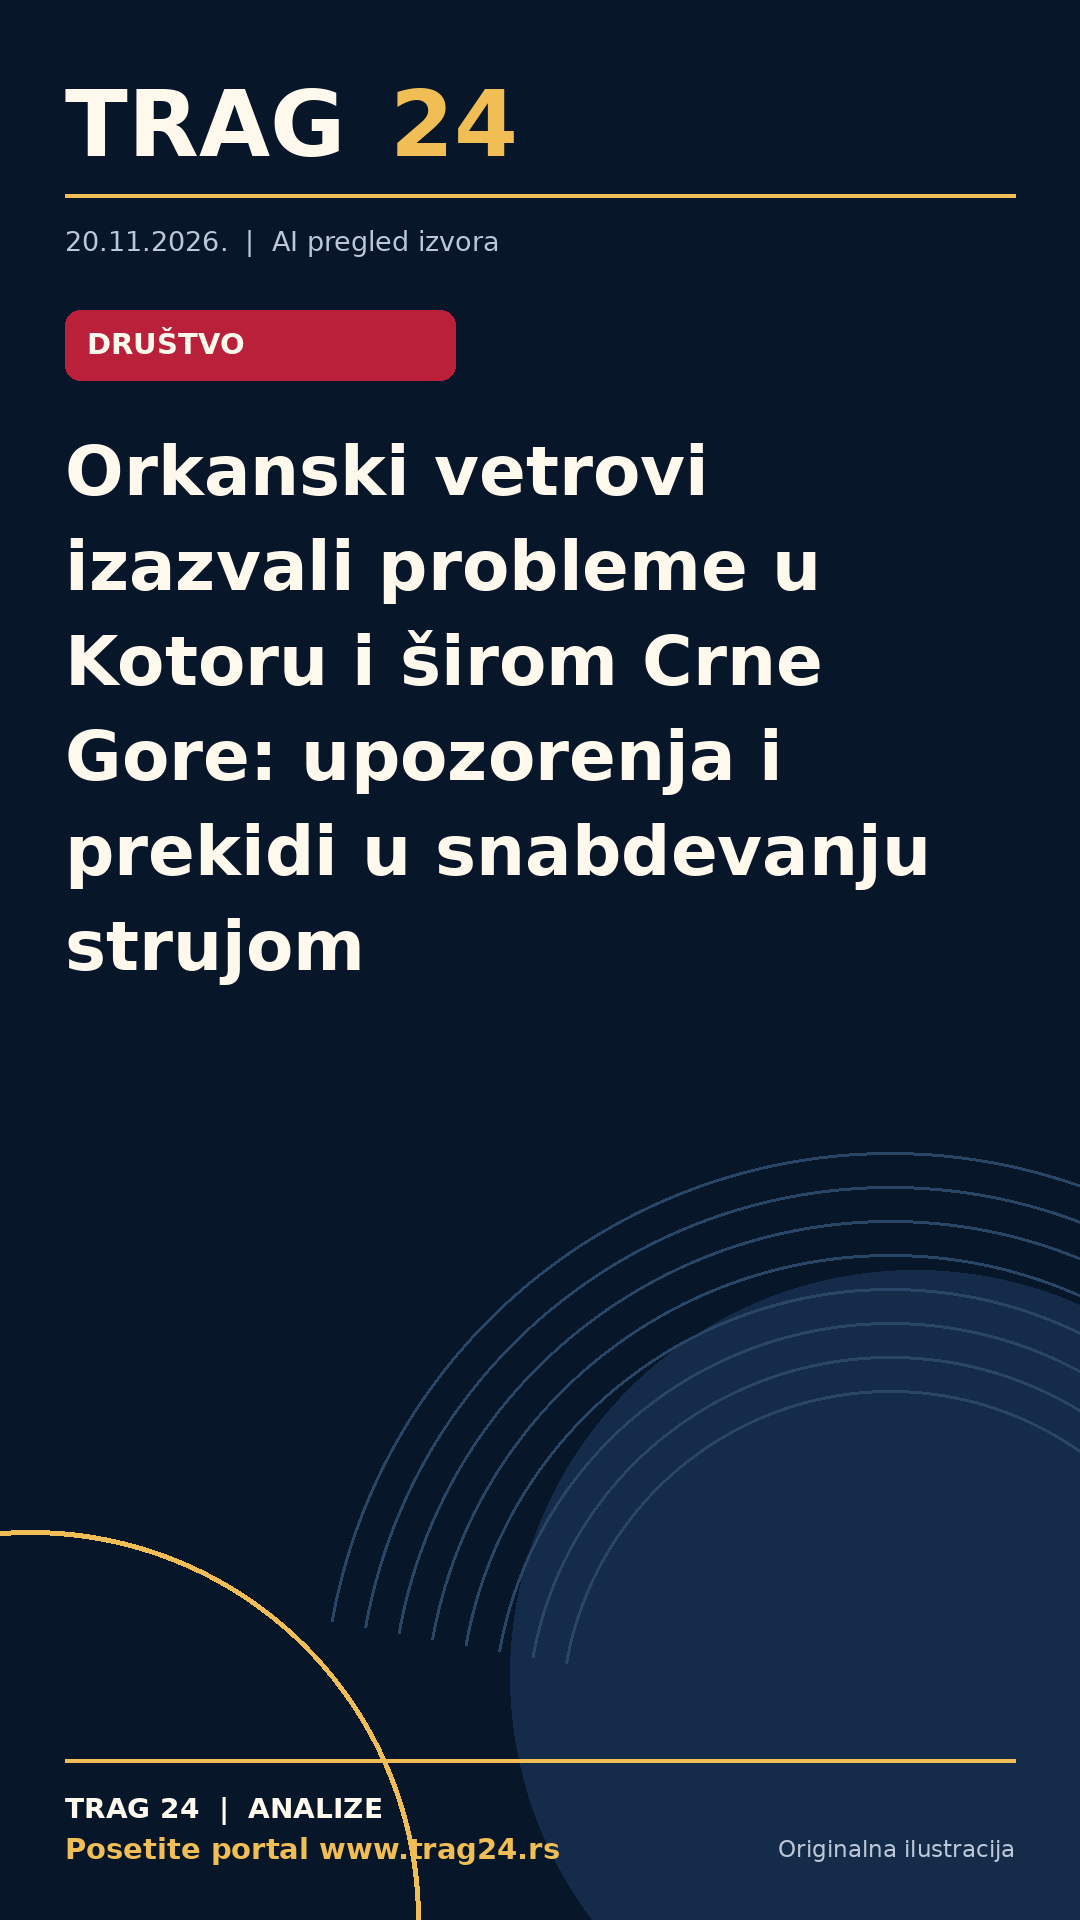 TRAG 24
20.11.2026. | AI pregled izvora
DRUŠTVO
Orkanski vetrovi
izazvali probleme u
Kotoru i širom Crne
Gore: upozorenja i
prekidi u snabdevanju
strujom
TRAG 24 | ANALIZE
Posetite portal www.trag24.rs
Originalna ilustracija